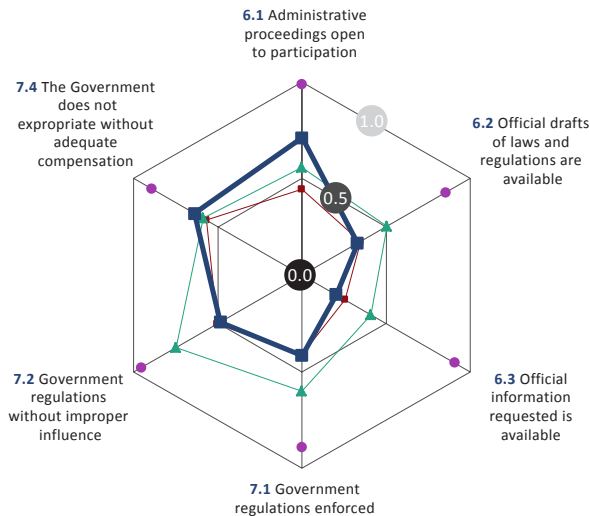 6.1 Administrative
proceedings open
to participation
7.4 The Government
does not
expropriate without
adequate
compensation
1.0
6.2 Official drafts
of laws and
regulations are
available
0.5
0.0
7.2 Government
regulations
without improper
influence
6.3 Official
information
requested is
available
7.1 Government
regulations enforced